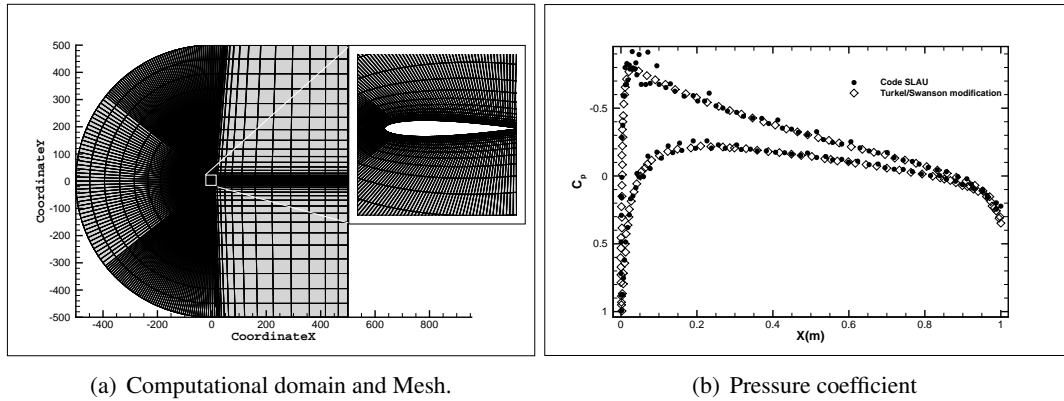 500
400
300
200
100
0
-100
-200
-300
-400
-500
CoordinateY
-400 -200 0 200 400 600 800
CoordinateX
-0.5
0
0.5
1
Cp
Code SLAU
Turkel/Swanson modification
0 0.2 0.4 0.6 0.8 1
X(m)
(a) Computational domain and Mesh.
(b) Pressure coefficient